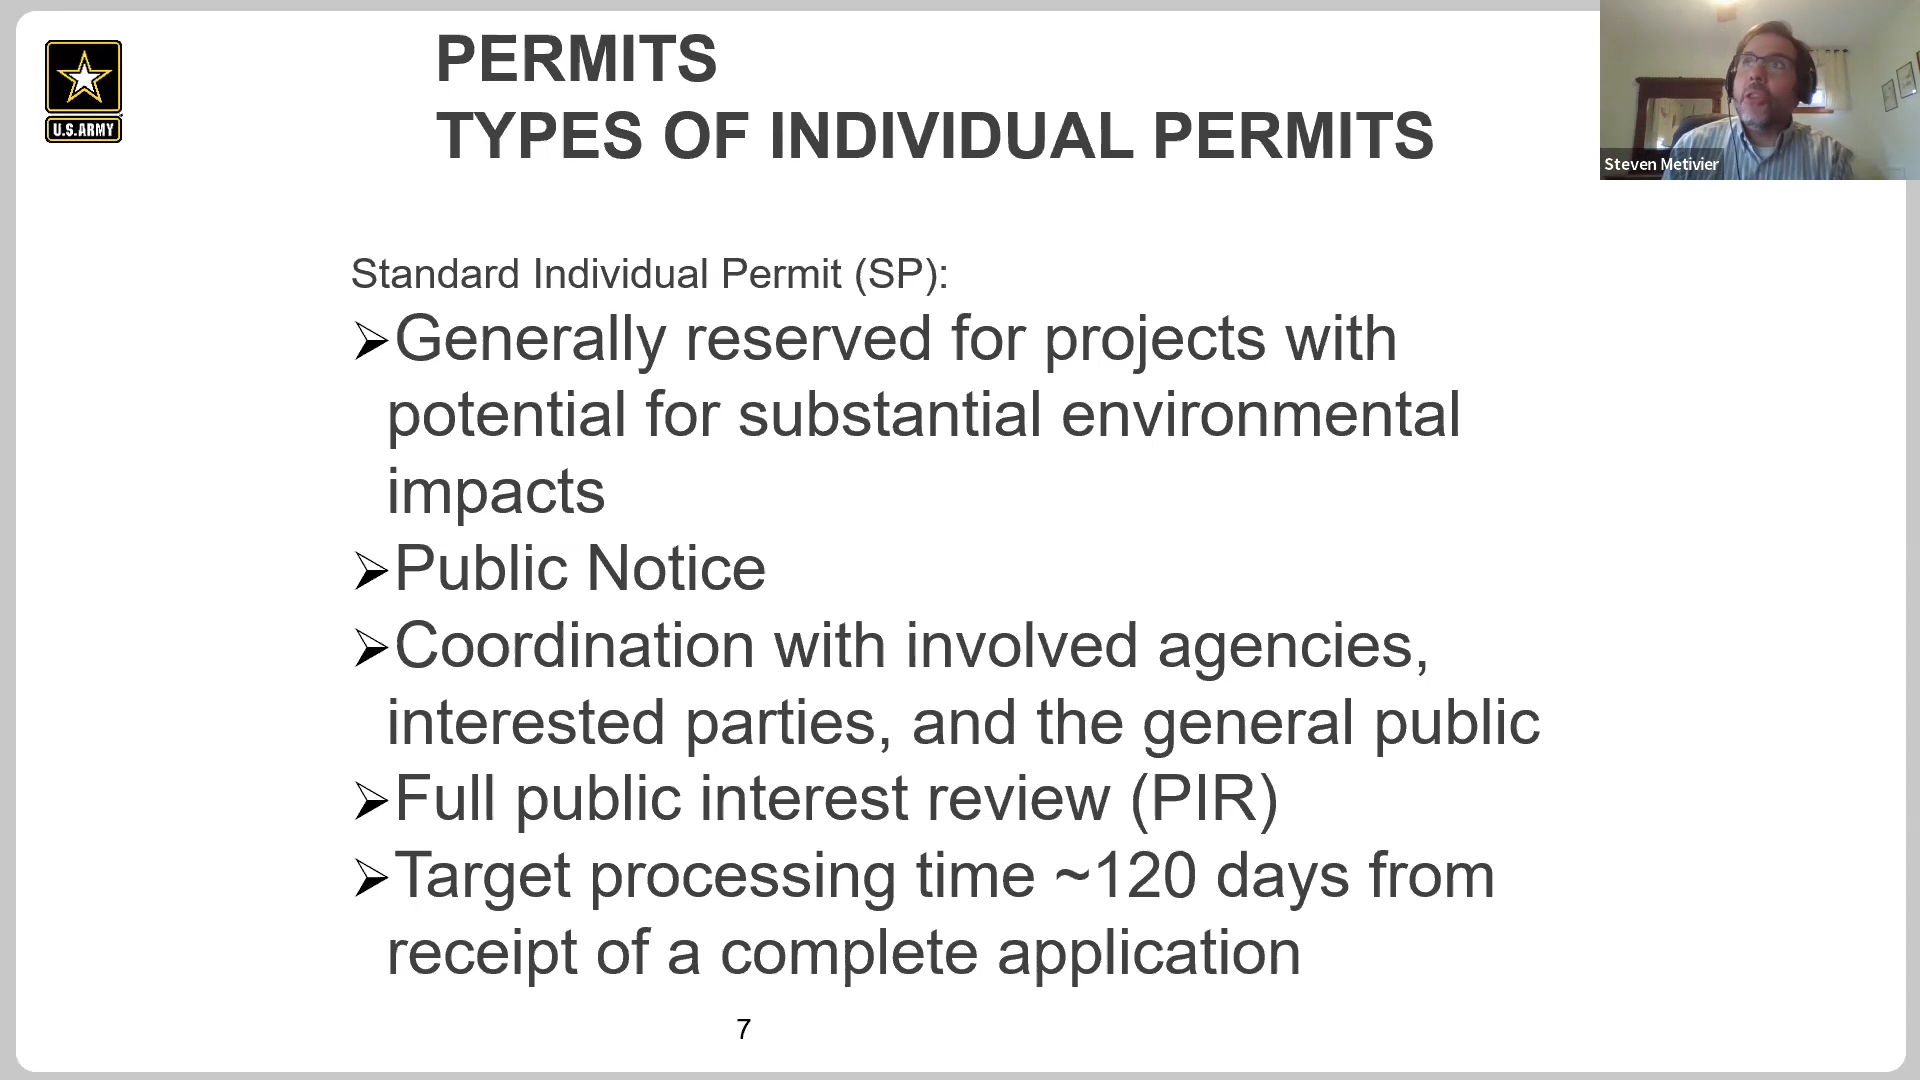 PERMITS
TYPES OF INDIVIDUAL PERMITS
U.S.ARMY
Steven Metivier
Standard Individual Permit (SP):
➢Generally reserved for projects with
potential for substantial environmental
impacts
➢Public Notice
➢Coordination with involved agencies,
interested parties, and the general public
➢Full public interest review (PIR)
➢Target processing time ~120 days from
receipt of a complete application
7